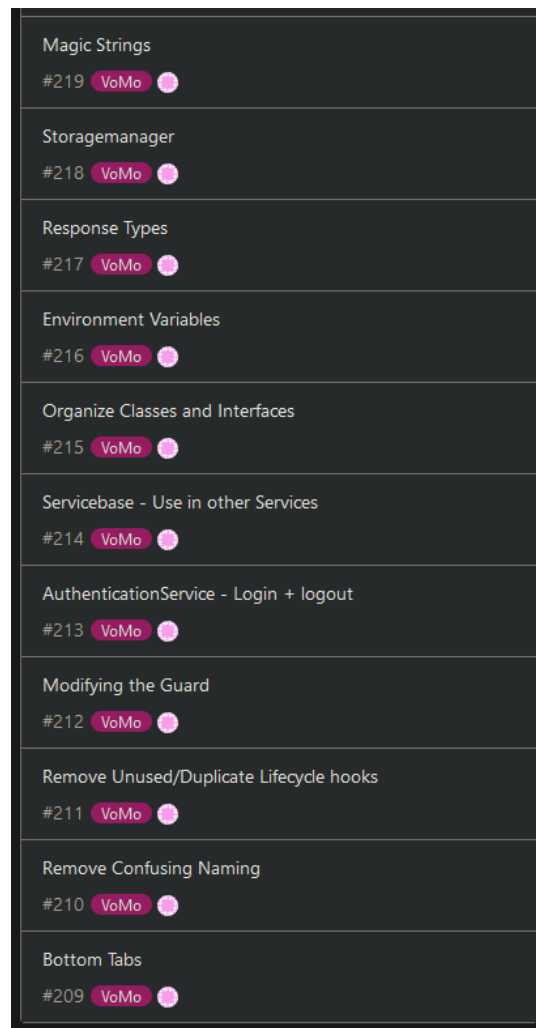 Magic Strings
#219 VoMo
Storagemanager
#218 VoMo
Response Types
#217 VoMo
Environment Variables
#216 VoMo
Organize Classes and Interfaces
#215 VoMo
Servicebase - Use in other Services
#214 VoMo
AuthenticationService - Login + logout
#213 VoMo
Modifying the Guard
#212 VoMo
Remove Unused/Duplicate Lifecycle hooks
#211 VoMo
Remove Confusing Naming
#210 VoMo
Bottom Tabs
#209 VoMo